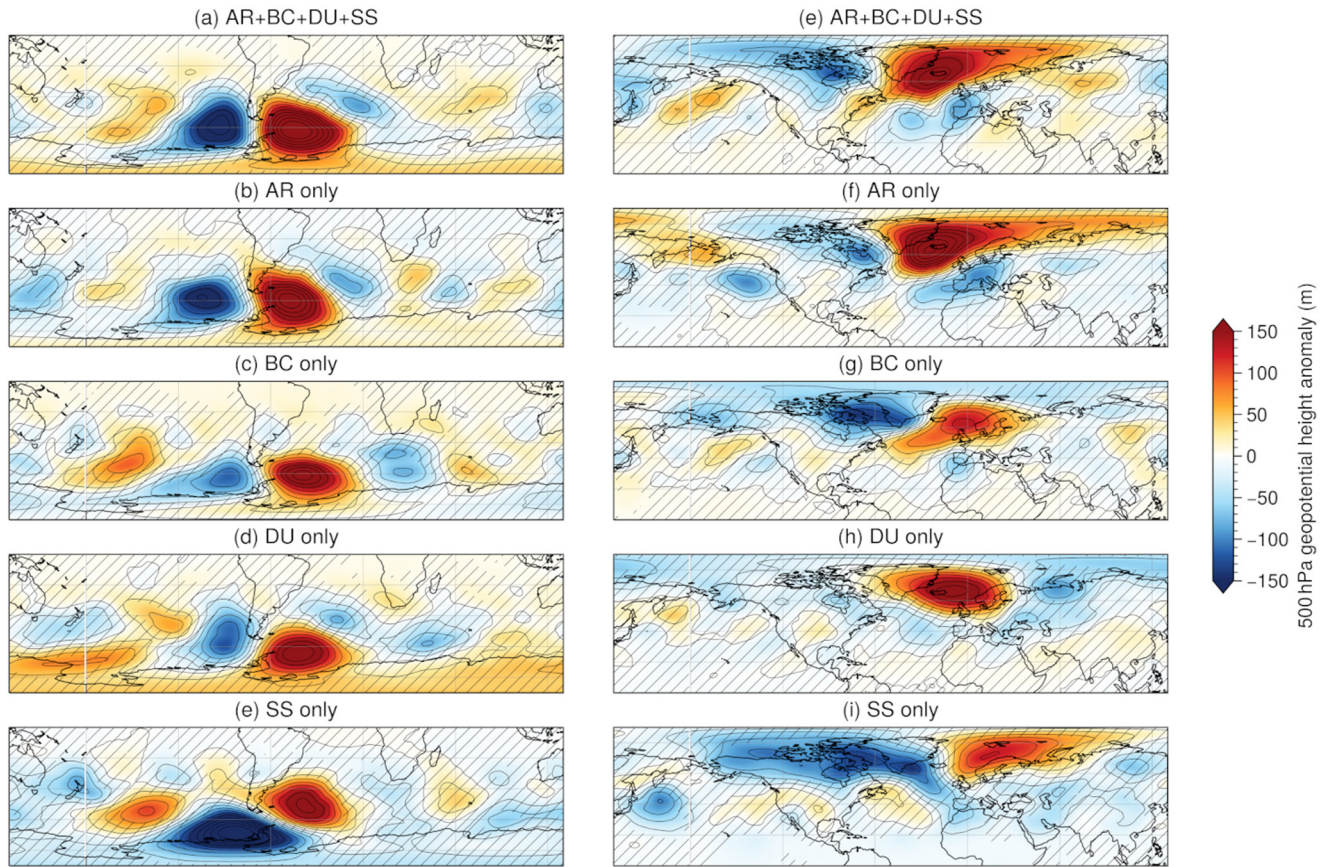 (a) AR+BC+DU+SS
(e) AR+BC+DU+SS
(b) AR only
(f) AR only
(c) BC only
(g) BC only
(d) DU only
(h) DU only
(e) SS only
(i) SS only
150
100
50
0
−50
−100
−150
500 hPa geopotential height anomaly (m)